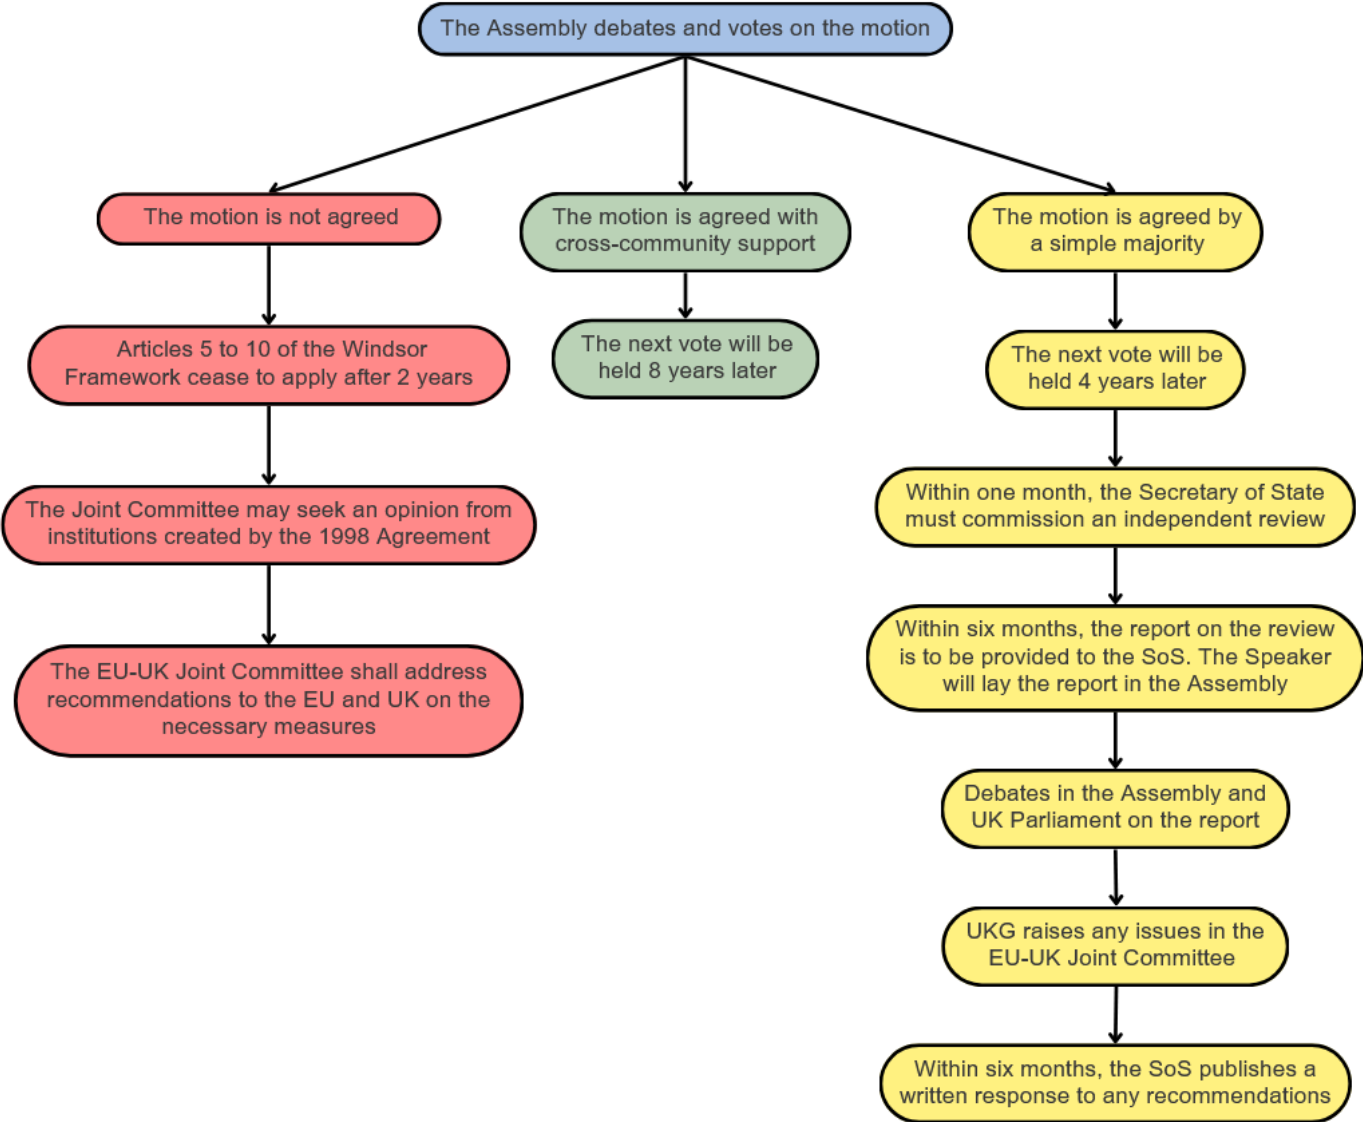 The Assembly debates and votes on the motion
The motion is not agreed
Articles 5 to 10 of the Windsor
Framework cease to apply after 2 years
The Joint Committee may seek an opinion from
institutions created by the 1998 Agreement
The EU-UK Joint Committee shall address
recommendations to the EU and UK on the
necessary measures
The motion is agreed with
cross-community support
The next vote will be
held 8 years later
The motion is agreed by
a simple majority
The next vote will be
held 4 years later
Within one month, the Secretary of State
must commission an independent review
Within six months, the report on the review
is to be provided to the SoS. The Speaker
will lay the report in the Assembly
Debates in the Assembly and
UK Parliament on the report
UKG raises any issues in the
EU-UK Joint Committee
Within six months, the SoS publishes a
written response to any recommendations